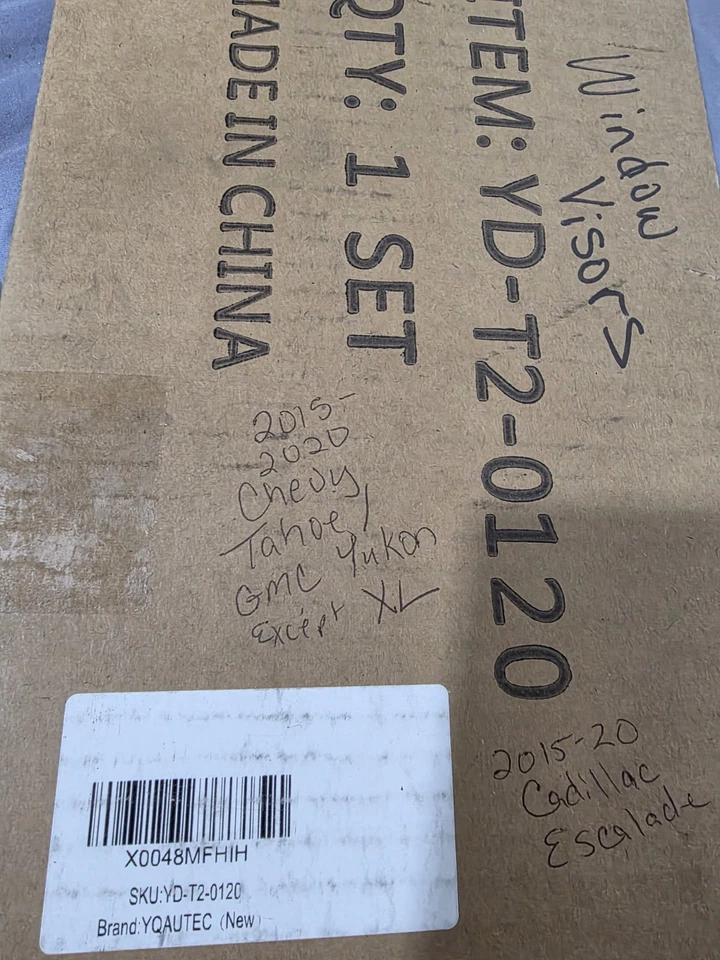 ITEM: YD-T2-0120
QTY: 1 SET
MADE IN CHINA
Window
Visors
2015-
2020
Chevy
Tahoe/
GMC Yukon
Except XL
2015-20
Cadillac
Escalade
X0048MFHIH
SKU:YD-T2-0120
Brand:YQAUTEC (New)